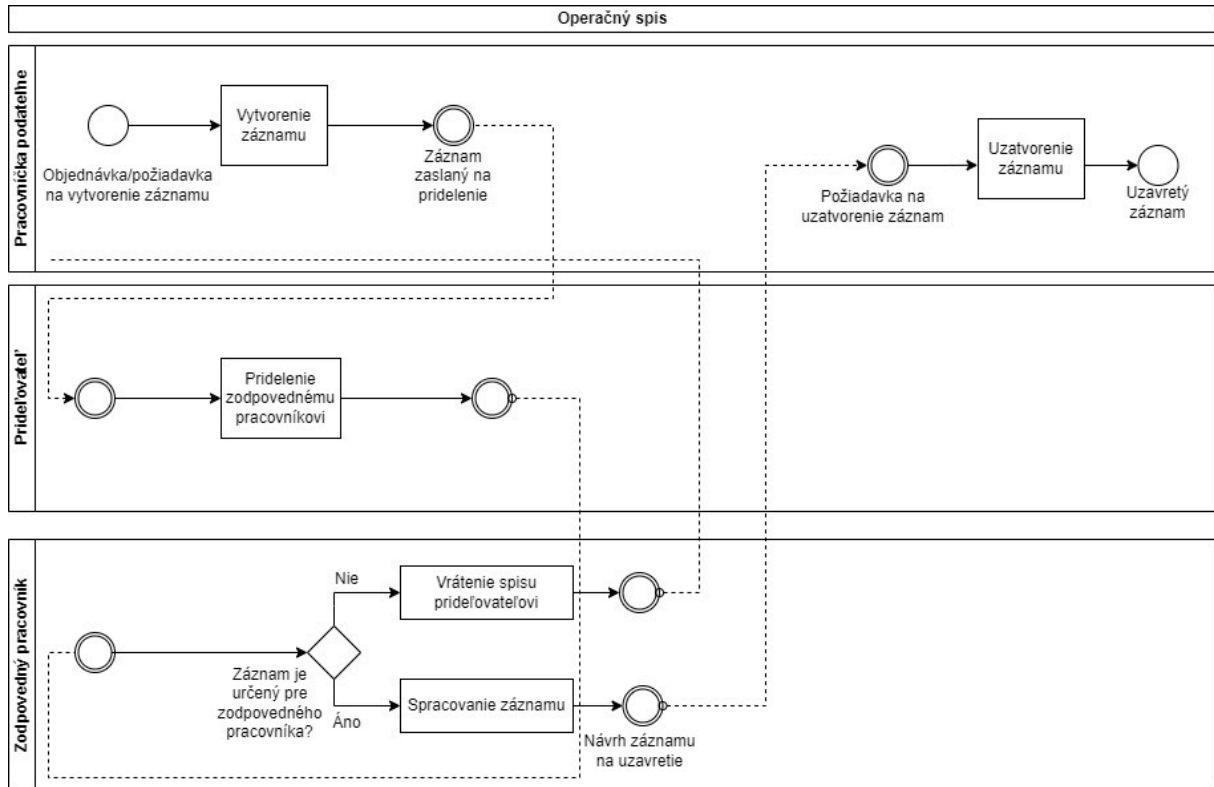 Operačný spis
Pracovníčka podateľne
Vytvorenie
záznamu
Objednávka/požiadavka
na vytvorenie záznamu
Záznam
zaslaný na
pridelenie
Uzatvorenie
záznamu
Požiadavka na
uzatvorenie záznam
Uzavretý
záznam
Prideľovateľ
Pridelenie
zodpovednému
pracovníkovi
Zodpovedný pracovník
Nie
Vrátenie spisu
prideľovateľovi
Záznam je
určený pre
zodpovedného
pracovníka?
Áno
Spracovanie záznamu
Návrh záznamu
na uzavretie